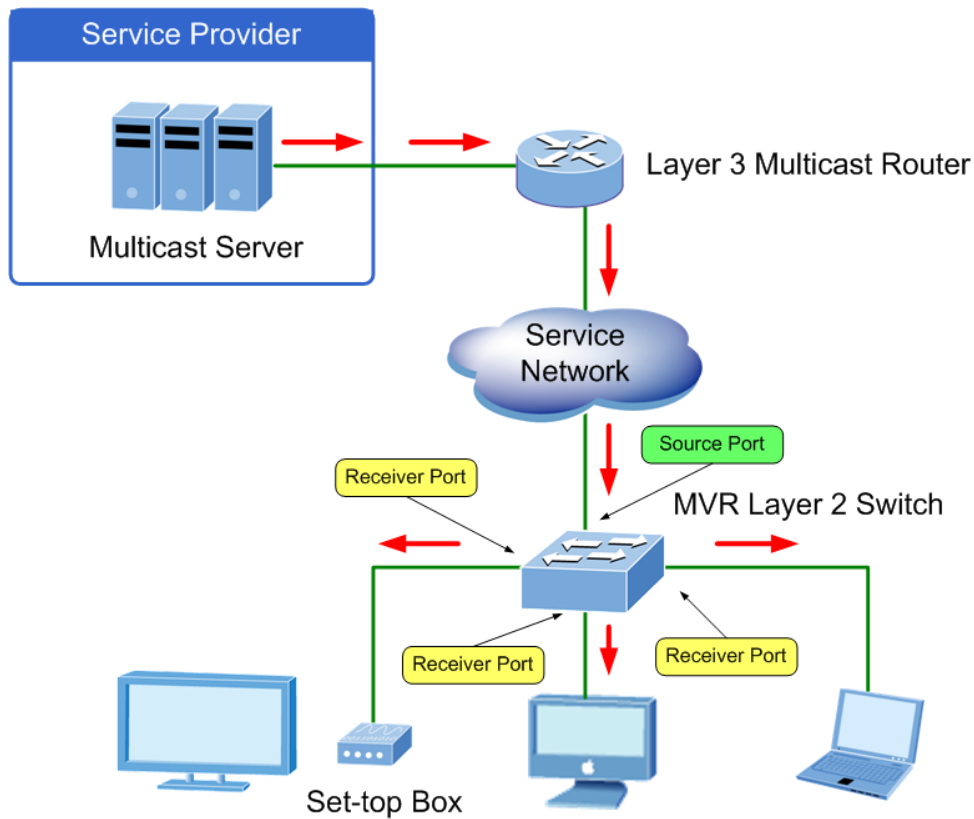 Service Provider
Multicast Server
Layer 3 Multicast Router
Service
Network
Source Port
Receiver Port
MVR Layer 2 Switch
Receiver Port
Receiver Port
Set-top Box